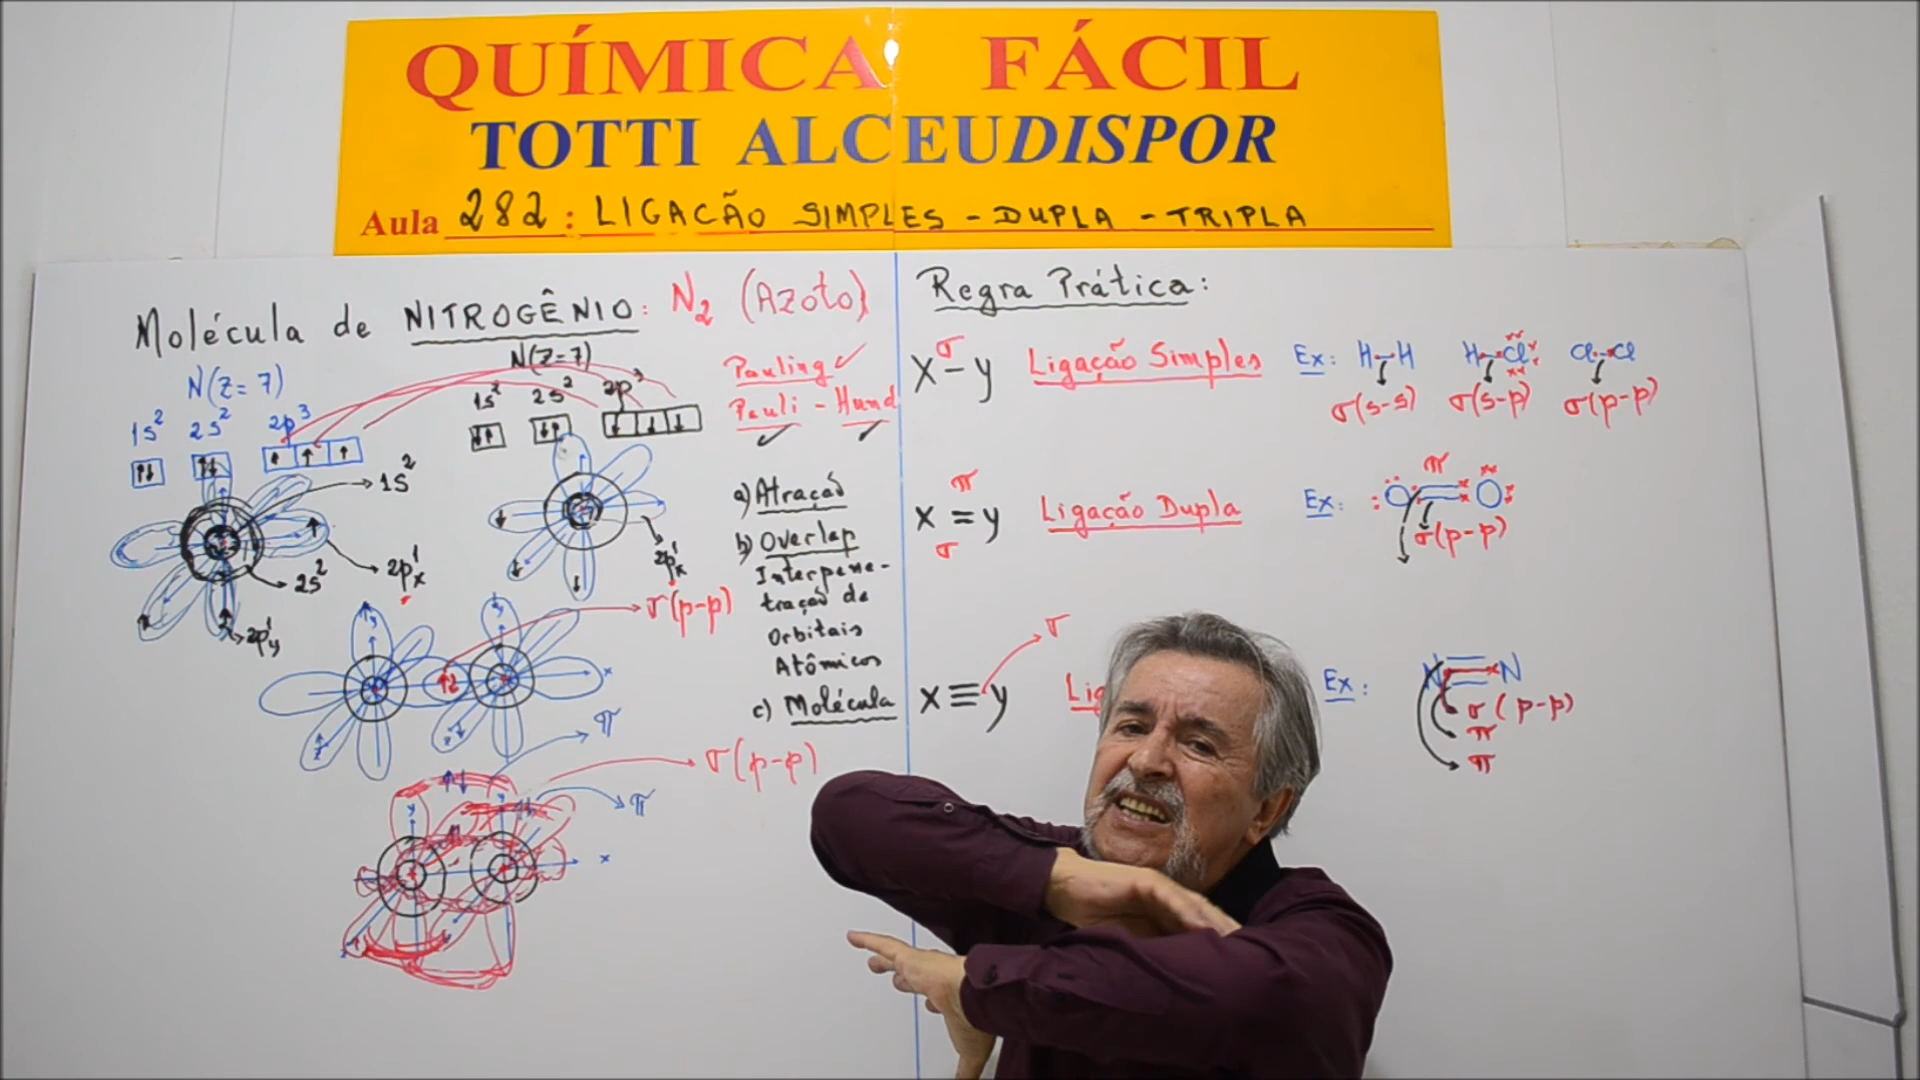 QUÍMICA FÁCIL
TOTTI ALCEUDISPOR
Aula 282 : LIGAÇÃO SIMPLES - DUPLA - TRIPLA
Molécula de NITROGÊNIO: N₂ (Azoto)
N(Z=7)
1s² 2s² 2p³
N(Z=7)
1s² 2s² 2p³
Pauling ✓
Pauli - Hund
1s²
2p¹x
2s²
2p¹y
2p¹x
a) Atração
b) Overlap
Interpene-
tração de
Orbitais
Atômicos
c) Molécula
σ(p-p)
y
y
x
z
z
π
σ(p-p)
π
y
y
x
Regra Prática:
σ
x - y Ligação Simples Ex: H-H H-Cl Cl-Cl
σ(s-s) σ(s-p) σ(p-p)
π
x = y Ligação Dupla Ex: O=O
σ
π
σ(p-p)
σ
x ≡ y Ex: N≡N
σ(p-p)
π
π